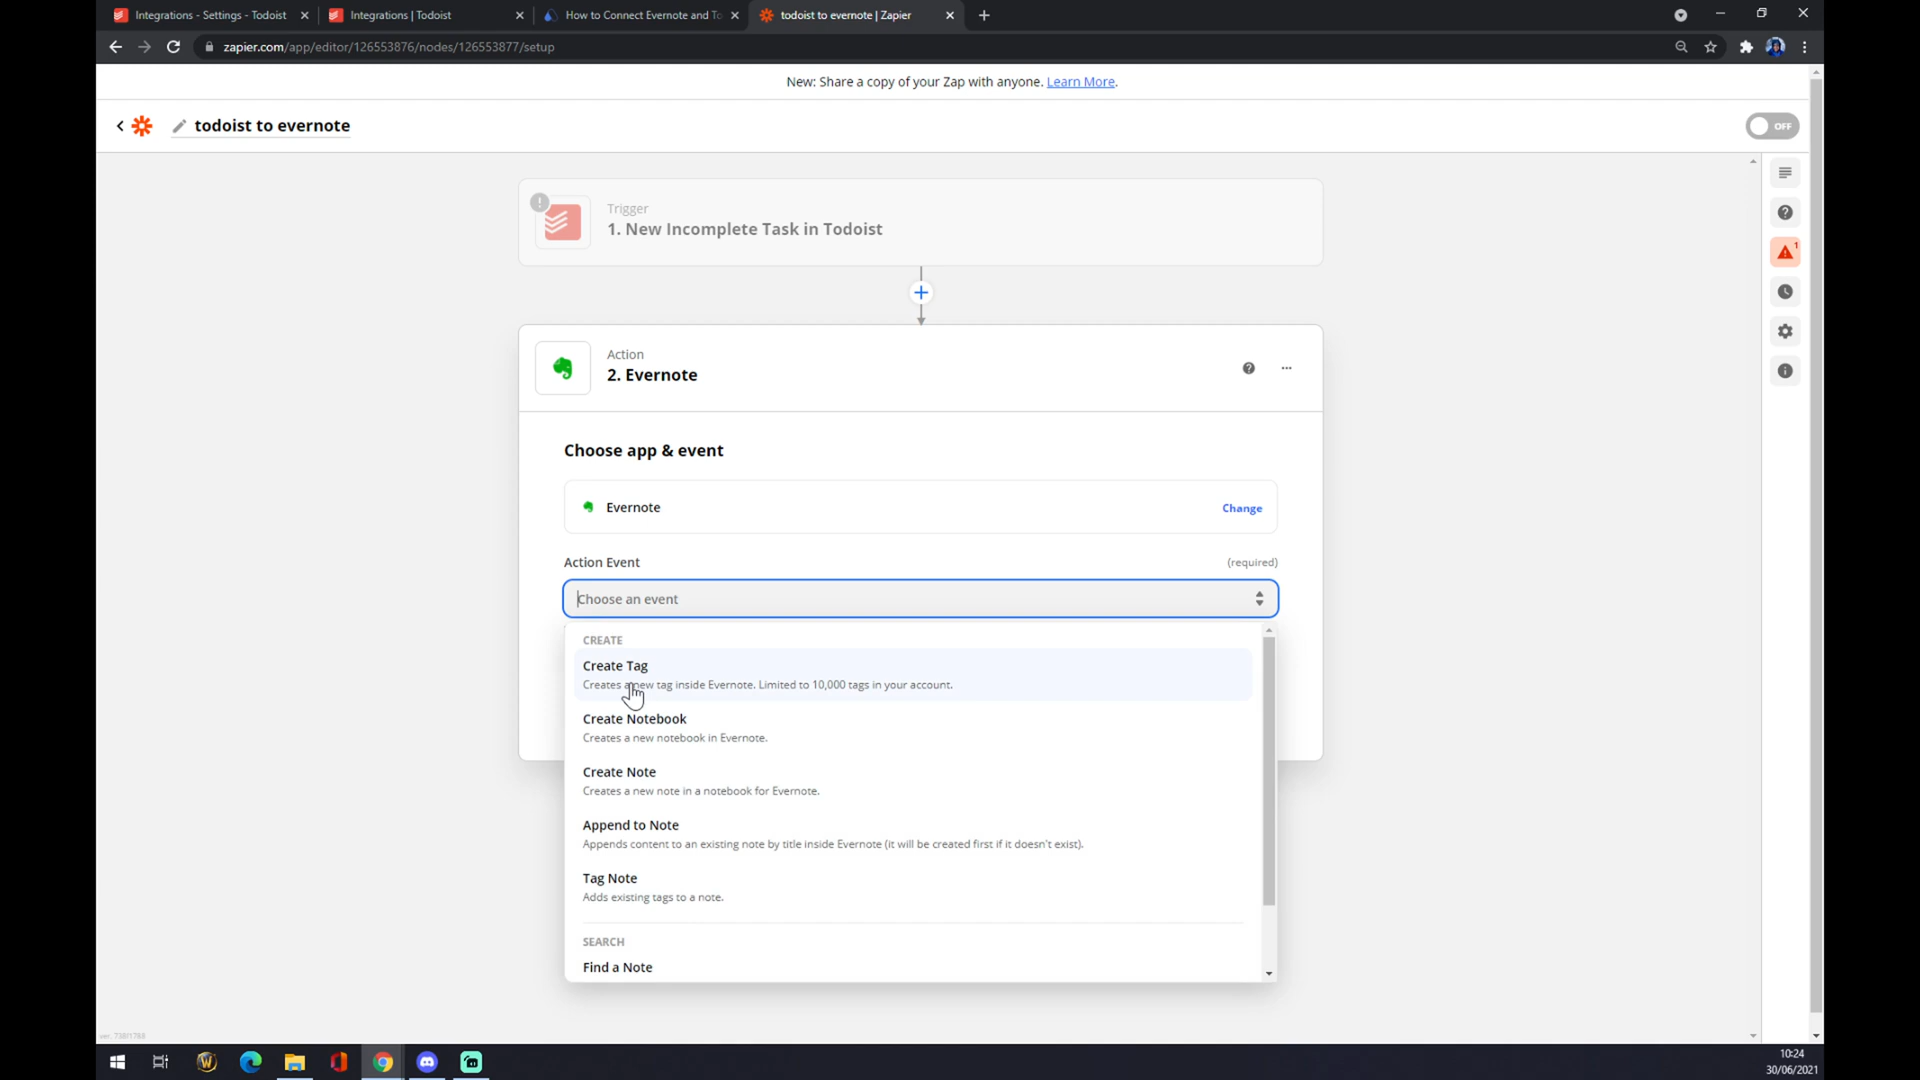 Integrations - Settings - Todoist
Integrations | Todoist
How to Connect Evernote and To
todoist to evernote | Zapier
zapier.com/app/editor/126553876/nodes/126553877/setup
New: Share a copy of your Zap with anyone. Learn More.
todoist to evernote
OFF
Trigger
1. New Incomplete Task in Todoist
1
Action
2. Evernote
Choose app & event
Evernote
Change
Action Event
(required)
Choose an event
CREATE
Create Tag
Creates a new tag inside Evernote. Limited to 10,000 tags in your account.
Create Notebook
Creates a new notebook in Evernote.
Create Note
Creates a new note in a notebook for Evernote.
Append to Note
Appends content to an existing note by title inside Evernote (it will be created first if it doesn't exist).
Tag Note
Adds existing tags to a note.
SEARCH
Find a Note
10:24
30/06/2021